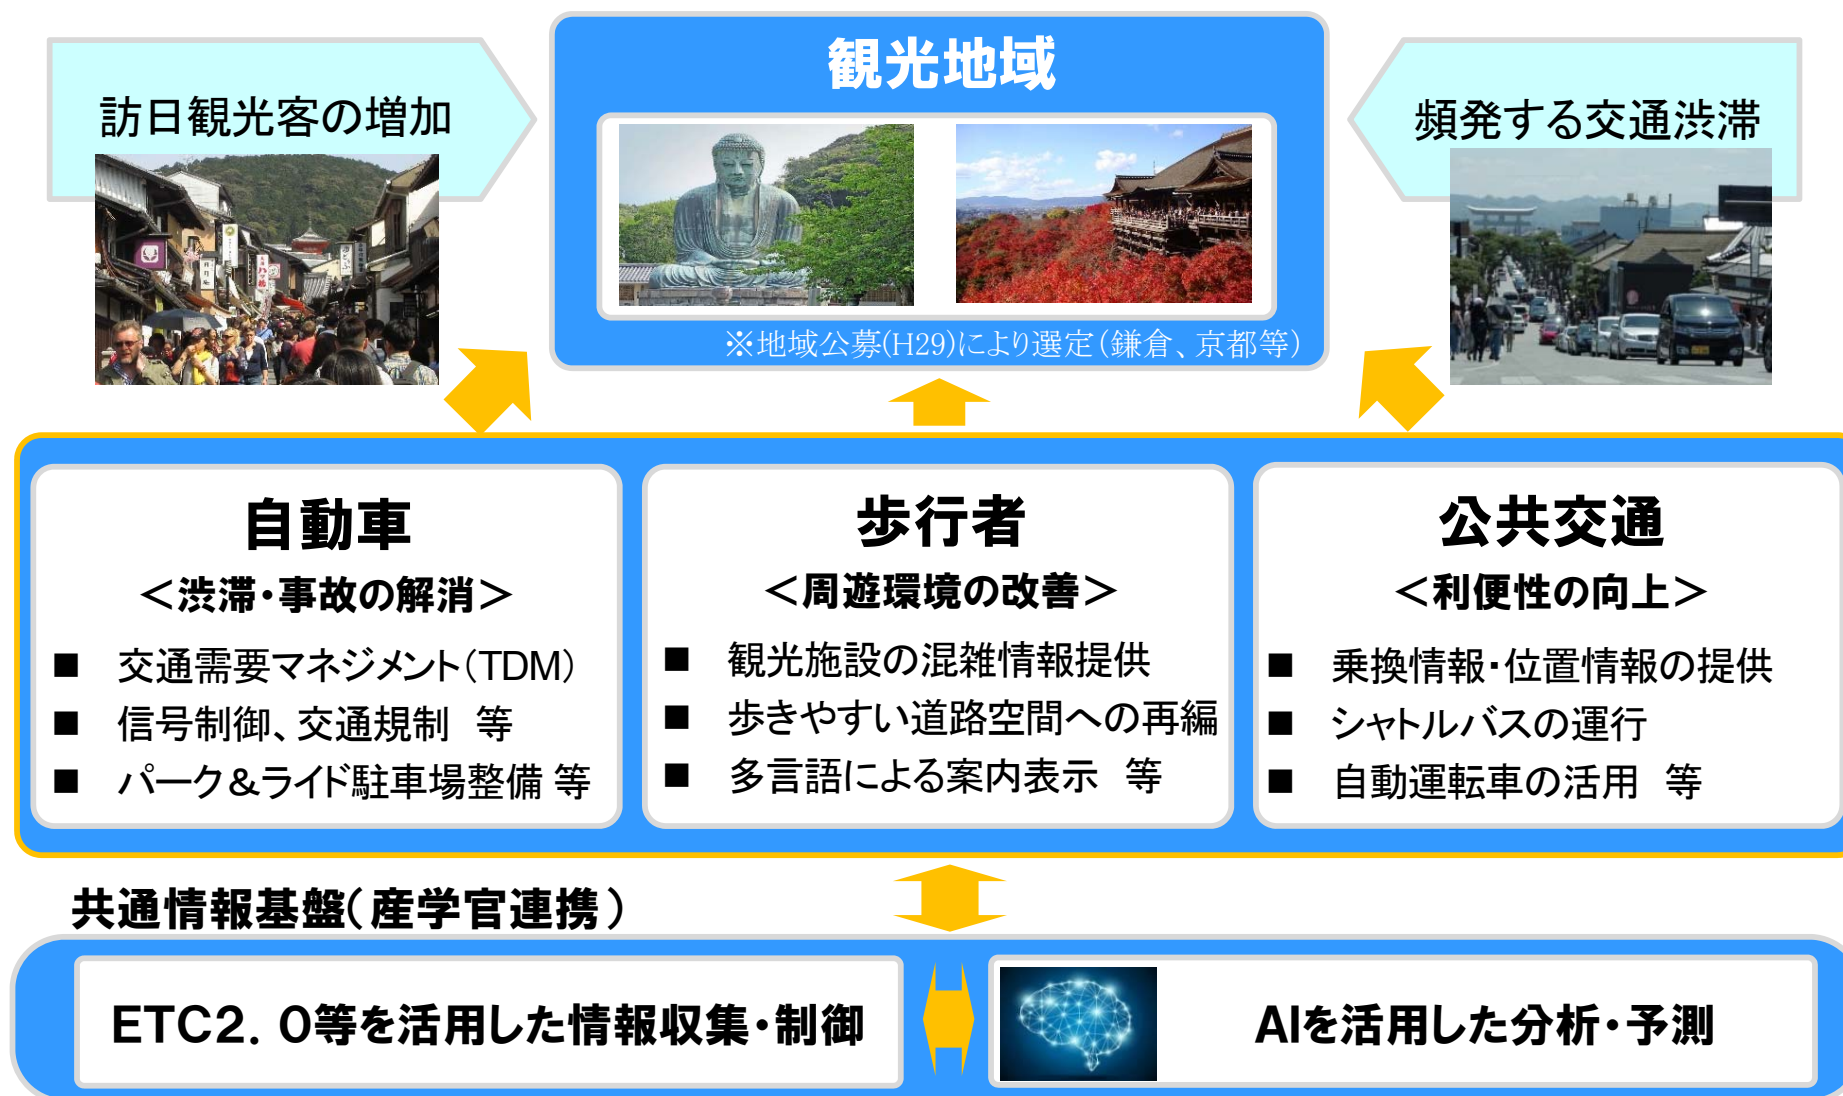 観光地域
訪日観光客の増加
頻発する交通渋滞
※地域公募(H29)により選定(鎌倉、京都等)
自動車
＜渋滞・事故の解消＞
■ 交通需要マネジメント（TDM）
■ 信号制御、交通規制　等
■ パーク＆ライド駐車場整備 等
歩行者
＜周遊環境の改善＞
■ 観光施設の混雑情報提供
■ 歩きやすい道路空間への再編
■ 多言語による案内表示　等
公共交通
＜利便性の向上＞
■ 乗換情報・位置情報の提供
■ シャトルバスの運行
■ 自動運転車の活用　等
共通情報基盤（産学官連携）
ETC2．0等を活用した情報収集・制御
AIを活用した分析・予測